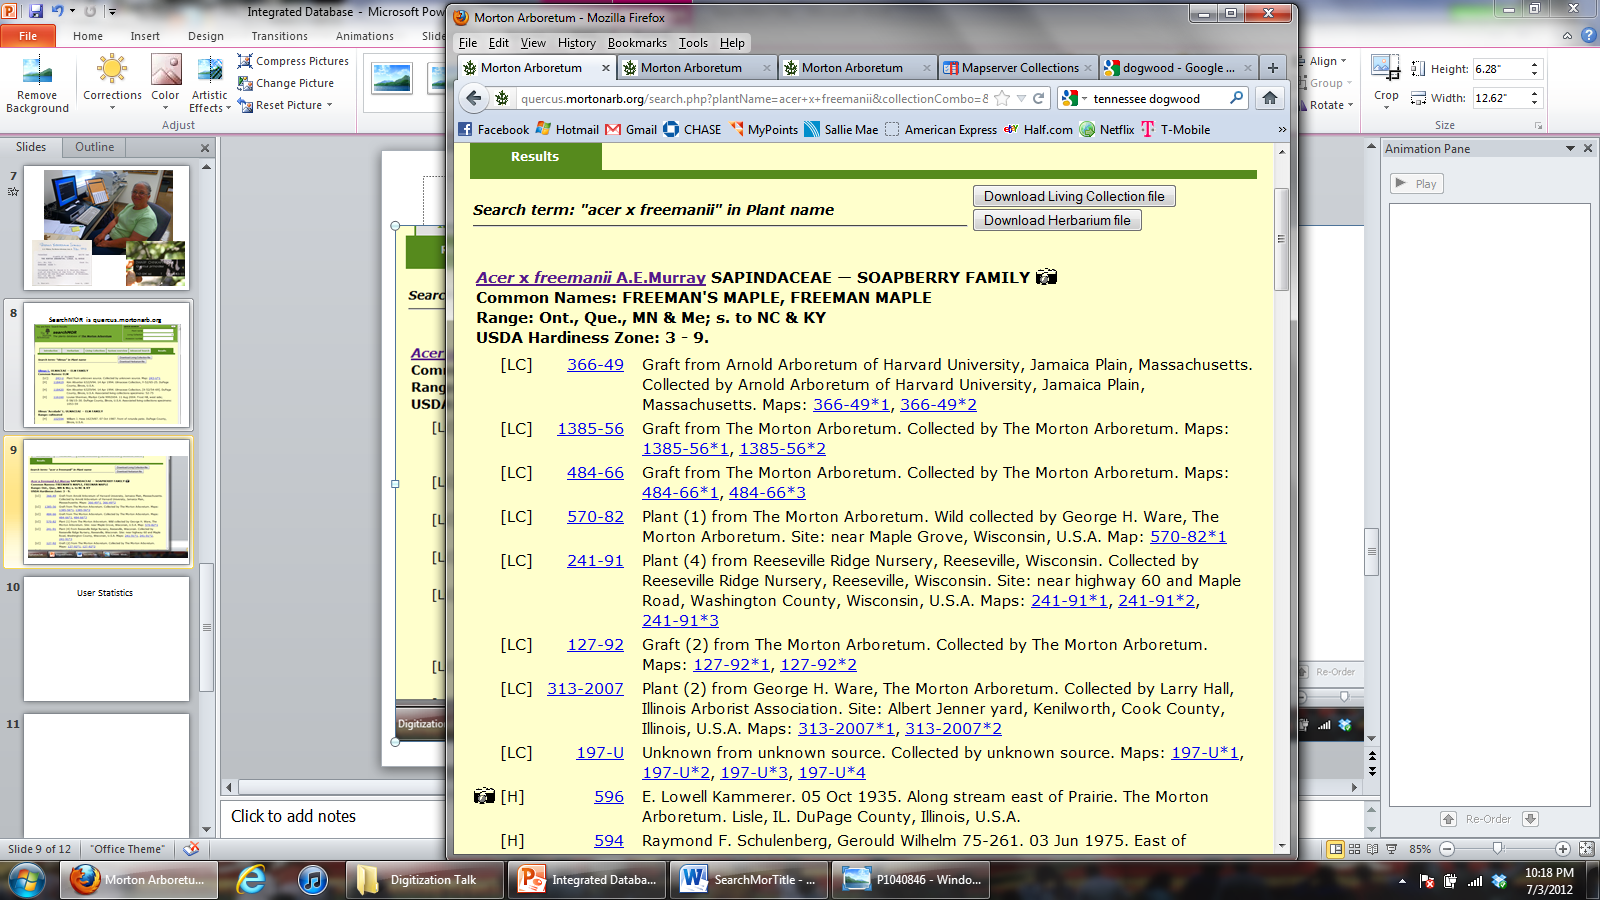 Integrated Database - Microsoft Pow
File
Home
Insert
Design
Transitions
Animations
Slide
Remove
Background
Corrections
Color
Artistic
Effects
Compress Pictures
Change Picture
Reset Picture
Adjust
Align
Group
Rotate
Crop
Height:
6.28"
Width:
12.62"
Size
Slides
Outline
7
8
SearchMOR is quercus.mortonarb.org
9
10
User Statistics
11
Searc
Acer
Com
Rang
USD
[L
[L
[L
[L
[L
[L
Digitization
Morton Arboretum - Mozilla Firefox
File Edit View History Bookmarks Tools Help
Morton Arboretum
Morton Arboretum
Morton Arboretum
Mapserver Collections
dogwood - Google ...
quercus.mortonarb.org/search.php?plantName=acer+x+freemanii&collectionCombo=8
tennessee dogwood
Facebook Hotmail Gmail CHASE MyPoints Sallie Mae American Express Half.com Netflix T-Mobile »
Results
Download Living Collection file
Search term: "acer x freemanii" in Plant name
Download Herbarium file
Acer x freemanii A.E.Murray SAPINDACEAE — SOAPBERRY FAMILY
Common Names: FREEMAN'S MAPLE, FREEMAN MAPLE
Range: Ont., Que., MN & Me; s. to NC & KY
USDA Hardiness Zone: 3 - 9.
[LC] 366-49 Graft from Arnold Arboretum of Harvard University, Jamaica Plain, Massachusetts.
Collected by Arnold Arboretum of Harvard University, Jamaica Plain,
Massachusetts. Maps: 366-49*1, 366-49*2
[LC] 1385-56 Graft from The Morton Arboretum. Collected by The Morton Arboretum. Maps:
1385-56*1, 1385-56*2
[LC] 484-66 Graft from The Morton Arboretum. Collected by The Morton Arboretum. Maps:
484-66*1, 484-66*3
[LC] 570-82 Plant (1) from The Morton Arboretum. Wild collected by George H. Ware, The
Morton Arboretum. Site: near Maple Grove, Wisconsin, U.S.A. Map: 570-82*1
[LC] 241-91 Plant (4) from Reeseville Ridge Nursery, Reeseville, Wisconsin. Collected by
Reeseville Ridge Nursery, Reeseville, Wisconsin. Site: near highway 60 and Maple
Road, Washington County, Wisconsin, U.S.A. Maps: 241-91*1, 241-91*2,
241-91*3
[LC] 127-92 Graft (2) from The Morton Arboretum. Collected by The Morton Arboretum.
Maps: 127-92*1, 127-92*2
[LC] 313-2007 Plant (2) from George H. Ware, The Morton Arboretum. Collected by Larry Hall,
Illinois Arborist Association. Site: Albert Jenner yard, Kenilworth, Cook County,
Illinois, U.S.A. Maps: 313-2007*1, 313-2007*2
[LC] 197-U Unknown from unknown source. Collected by unknown source. Maps: 197-U*1,
197-U*2, 197-U*3, 197-U*4
[H] 596 E. Lowell Kammerer. 05 Oct 1935. Along stream east of Prairie. The Morton
Arboretum. Lisle, IL. DuPage County, Illinois, U.S.A.
[H] 594 Raymond F. Schulenberg, Gerould Wilhelm 75-261. 03 Jun 1975. East of
Animation Pane
Play
Re-Order
Re-Order
Click to add notes
Slide 9 of 12
"Office Theme"
85%
Morton Arboretu...
Digitization Talk
Integrated Databa...
SearchMorTitle - ...
P1040846 - Windo...
10:18 PM
7/3/2012